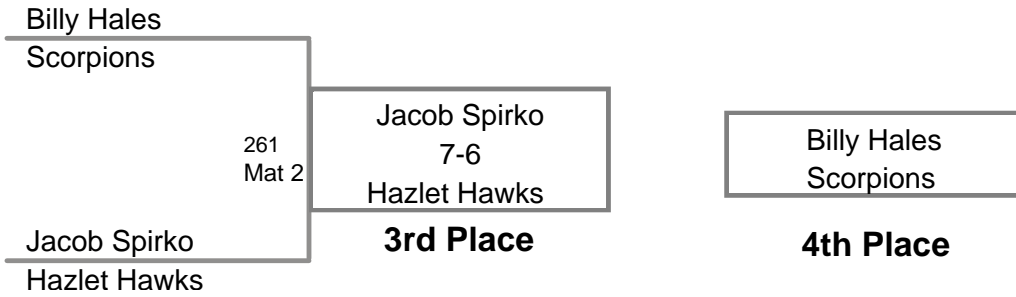 Billy Hales
Scorpions
261
Mat 2
Jacob Spirko
Hazlet Hawks
Jacob Spirko
7-6
Hazlet Hawks
3rd Place
Billy Hales
Scorpions
4th Place